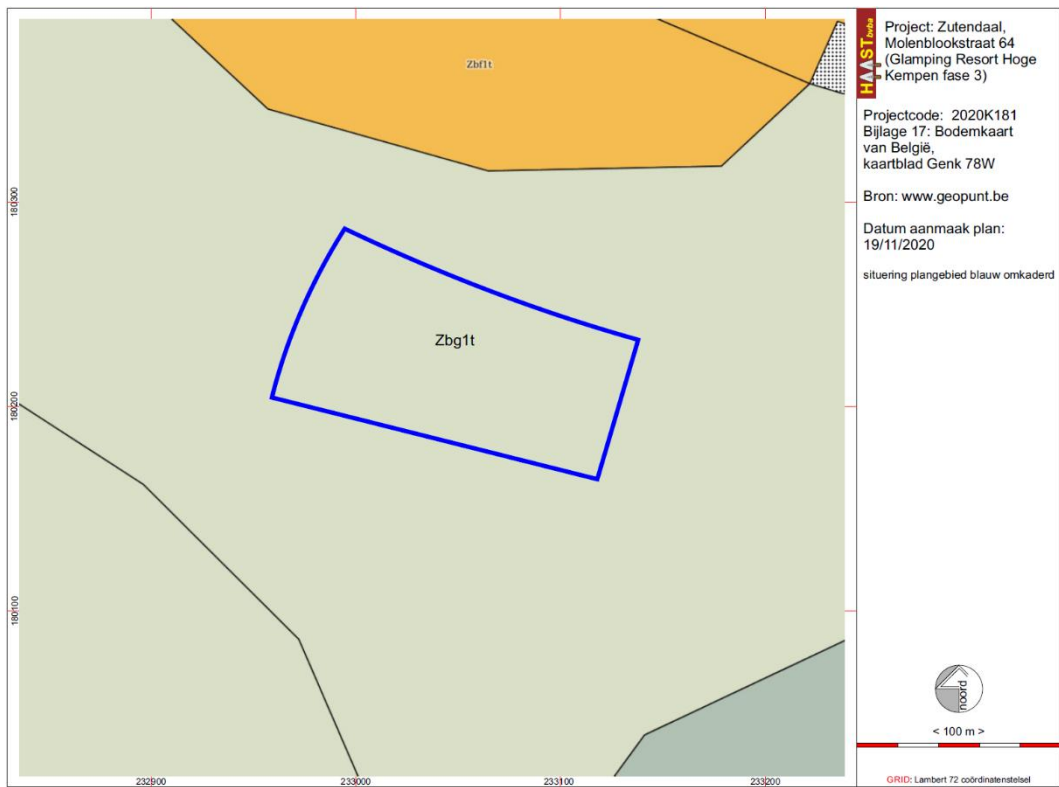 Zbf1t
Zbg1t
180300
180200
180100
232900
233000
233100
233200
HAAST bvba
Project: Zutendaal,
Molenblookstraat 64
(Glamping Resort Hoge
Kempen fase 3)
Projectcode: 2020K181
Bijlage 17: Bodemkaart
van België,
kaartblad Genk 78W
Bron: www.geopunt.be
Datum aanmaak plan:
19/11/2020
situering plangebied blauw omkaderd
noord
< 100 m >
GRID: Lambert 72 coördinatenstelsel